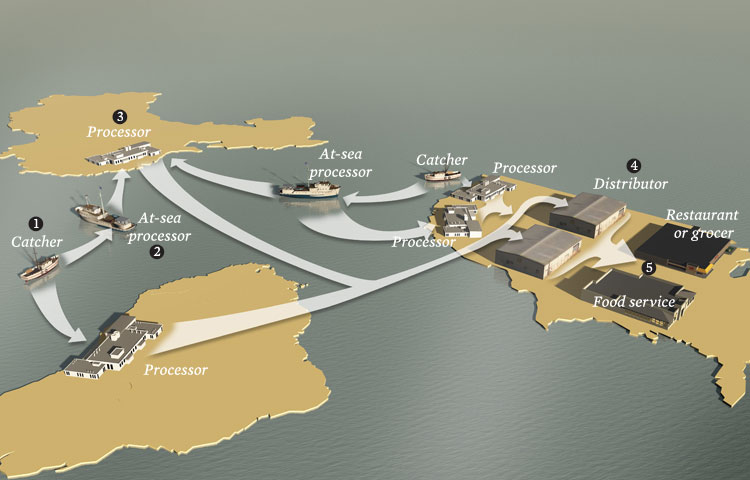 3
Processor
At-sea
processor
Catcher
Processor
4
Distributor
1
Catcher
At-sea
processor
2
Processor
Restaurant
or grocer
5
Food service
Processor